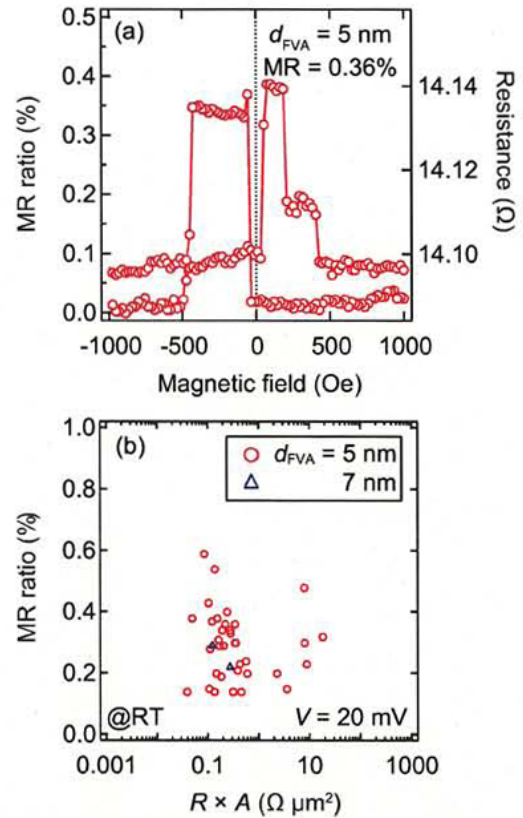 (a)
d_FVA = 5 nm
MR = 0.36%
MR ratio (%)
0.5
0.4
0.3
0.2
0.1
0.0
Resistance (Ω)
14.14
14.12
14.10
-1000
-500
0
500
1000
Magnetic field (Oe)
(b)
d_FVA = 5 nm
7 nm
MR ratio (%)
1.0
0.8
0.6
0.4
0.2
0.0
@RT
V = 20 mV
0.001
0.1
10
1000
R × A (Ω μm²)